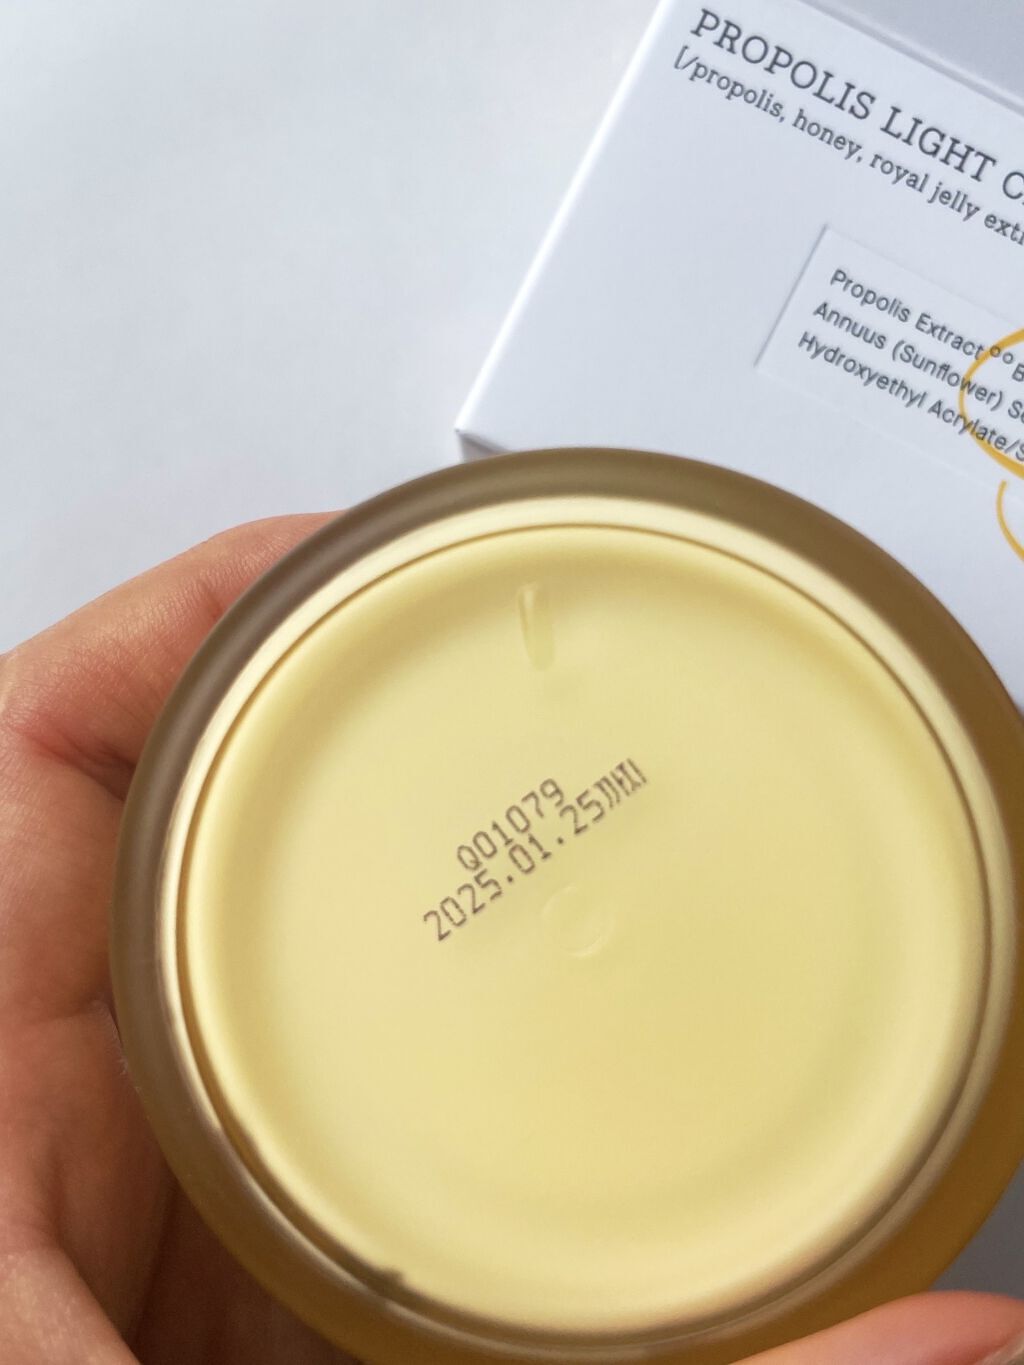 PROPOLIS LIGHT
[/propolis, honey, royal jelly
Propolis Extract °°
Annuus (Sunflower)
Hydroxyethyl Acrylate/
Q01079
2025.01.25까지